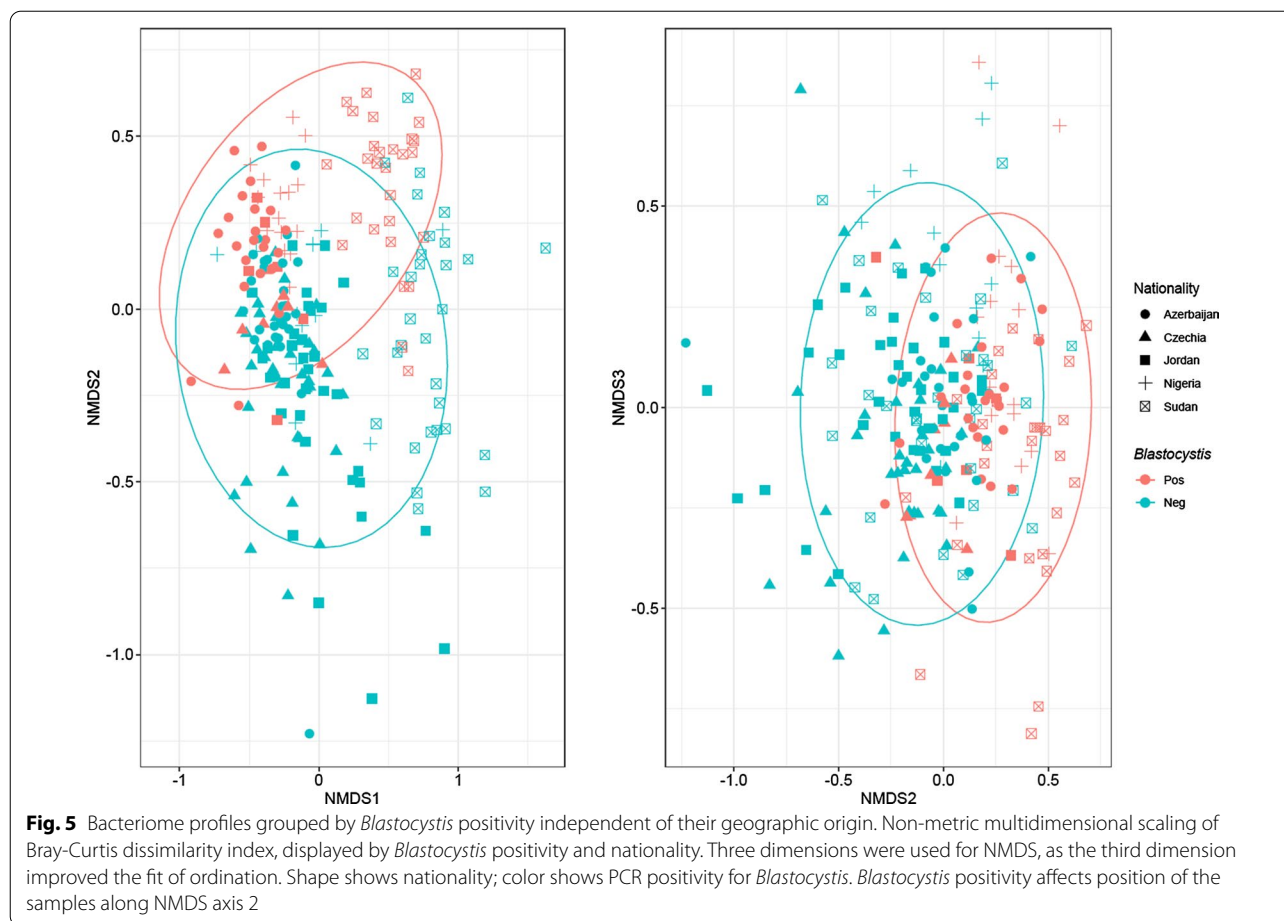 0.5
0.0
-0.5
-1.0
NMDS2
-1
0
1
NMDS1
0.5
0.0
-0.5
NMDS3
-1.0
-0.5
0.0
0.5
NMDS2
Nationality
Azerbaijan
Czechia
Jordan
Nigeria
Sudan
Blastocystis
Pos
Neg
Fig. 5 Bacteriome profiles grouped by Blastocystis positivity independent of their geographic origin. Non-metric multidimensional scaling of
Bray-Curtis dissimilarity index, displayed by Blastocystis positivity and nationality. Three dimensions were used for NMDS, as the third dimension
improved the fit of ordination. Shape shows nationality; color shows PCR positivity for Blastocystis. Blastocystis positivity affects position of the
samples along NMDS axis 2